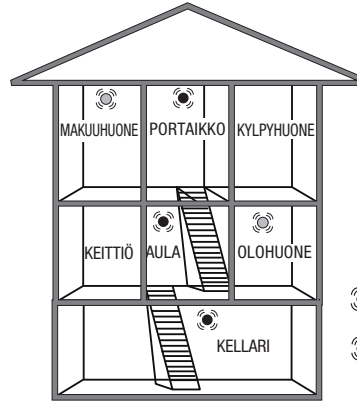 MAKUUHUONE PORTAIKKO KYLPYHUONE
KEITTIÖ AULA OLOHUONE
KELLARI